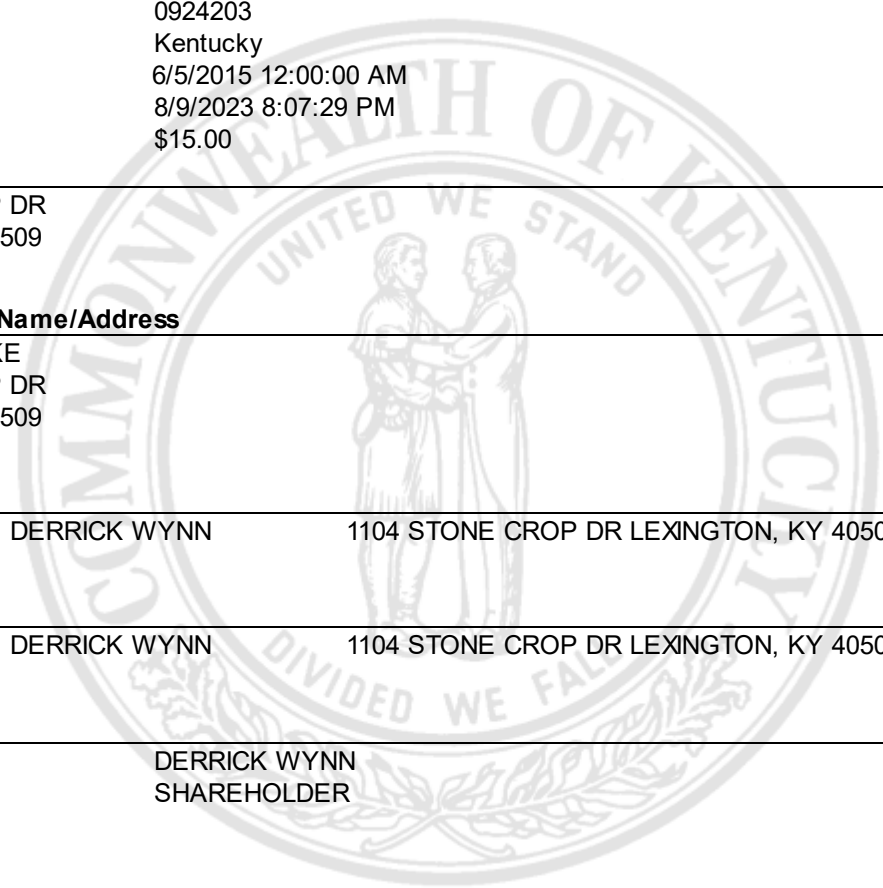 0924203
Kentucky
6/5/2015 12:00:00 AM
8/9/2023 8:07:29 PM
$15.00
DR
509
Name/Address
KE
DR
509
DERRICK WYNN 1104 STONE CROP DR LEXINGTON, KY 4050
DERRICK WYNN 1104 STONE CROP DR LEXINGTON, KY 4050
DERRICK WYNN
SHAREHOLDER
COMMONWEALTH OF KENTUCKY
UNITED WE STAND
DIVIDED WE FALL